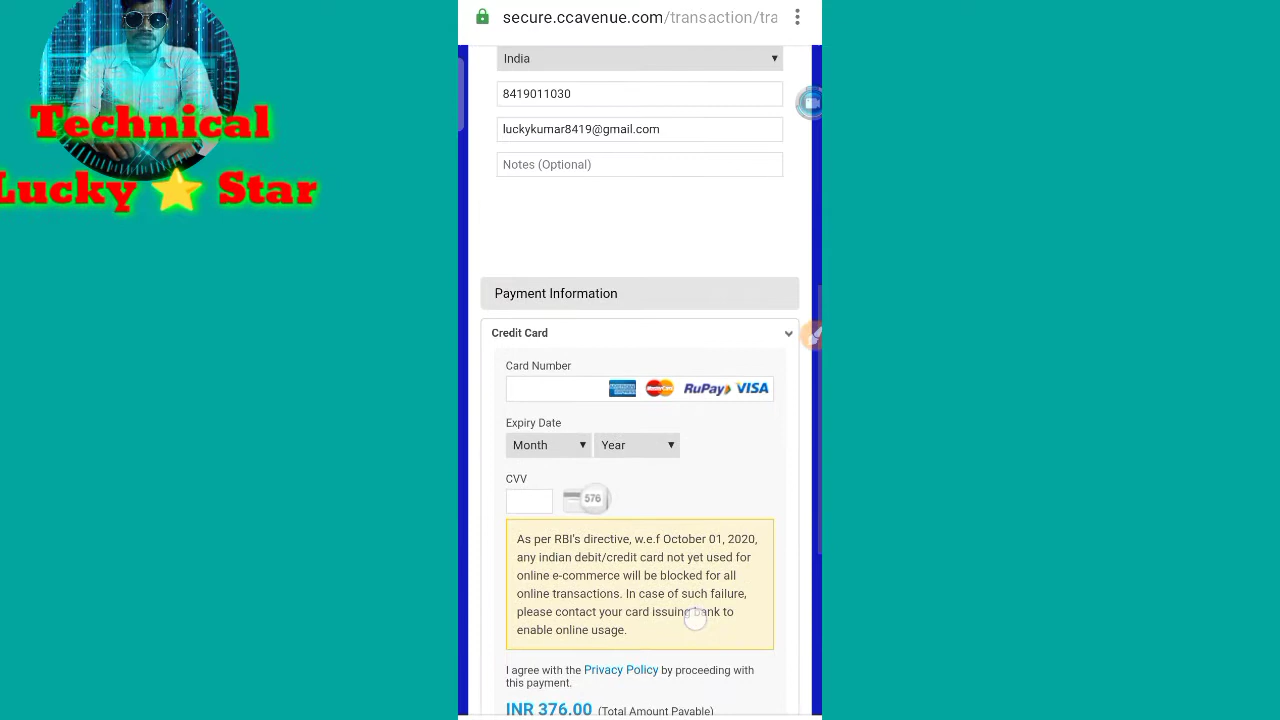 Technical
Lucky ⭐ Star
secure.ccavenue.com/transaction/tra
India
8419011030
luckykumar8419@gmail.com
Notes (Optional)
Payment Information
Credit Card
Card Number
AMERICAN EXPRESS MasterCard RuPay VISA
Expiry Date
Month Year
CVV
576
As per RBI's directive, w.e.f October 01, 2020,
any indian debit/credit card not yet used for
online e-commerce will be blocked for all
online transactions. In case of such failure,
please contact your card issuing bank to
enable online usage.
I agree with the Privacy Policy by proceeding with
this payment.
INR 376.00 (Total Amount Payable)